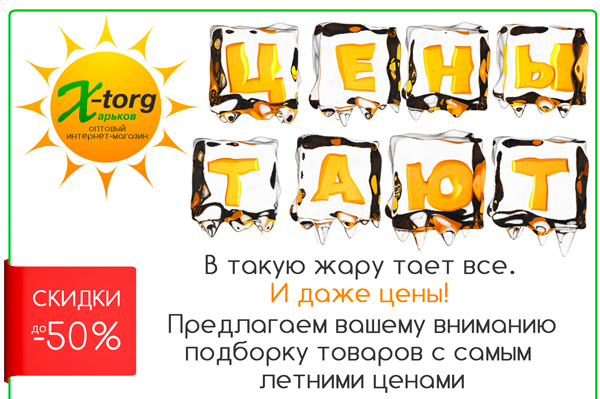 X-torg
Харьков
оптовый
интернет-магазин
ЦЕНЫ
ТАЮТ
В такую жару тает все.
И даже цены!
Предлагаем вашему вниманию
подборку товаров с самым
летними ценами
СКИДКИ
до -50%